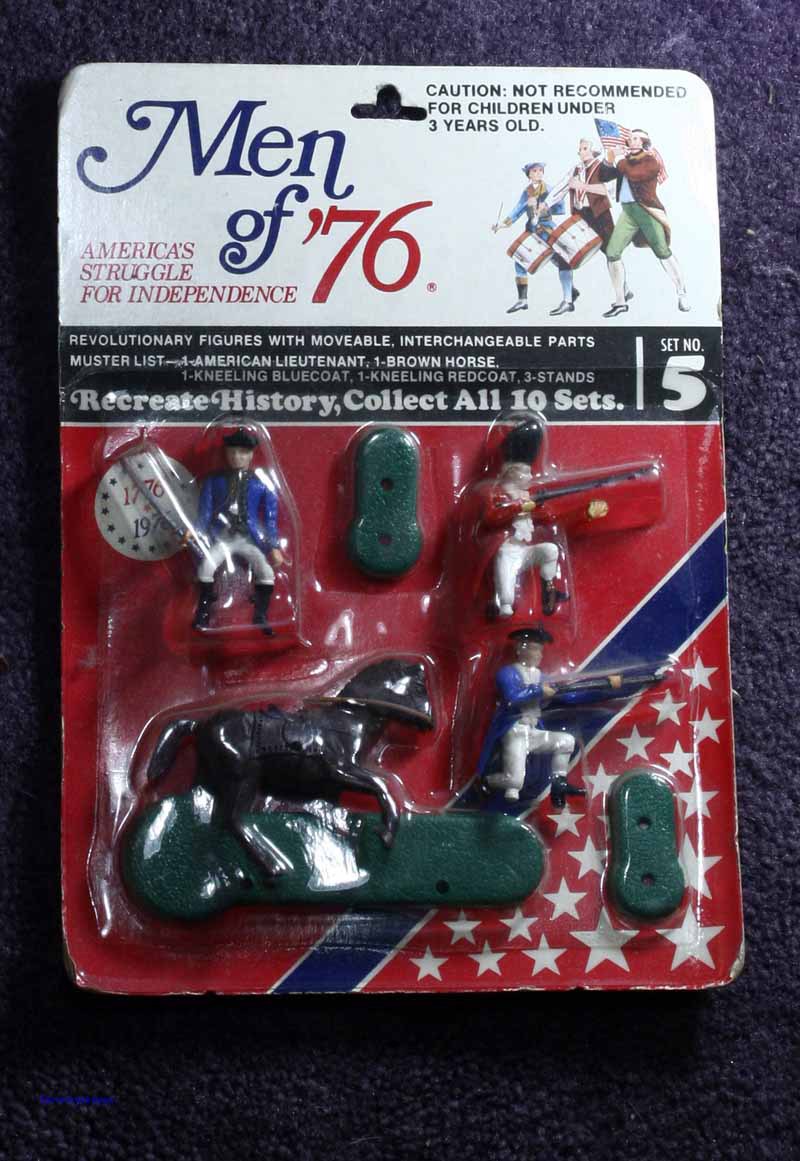 CAUTION: NOT RECOMMENDED
FOR CHILDREN UNDER
3 YEARS OLD.
Men
of '76®
AMERICA'S
STRUGGLE
FOR INDEPENDENCE
REVOLUTIONARY FIGURES WITH MOVEABLE, INTERCHANGEABLE PARTS
MUSTER LIST—1-AMERICAN LIEUTENANT, 1-BROWN HORSE.
1-KNEELING BLUECOAT, 1-KNEELING REDCOAT, 3-STANDS
Recreate History, Collect All 10 Sets.
SET NO.
5
1776